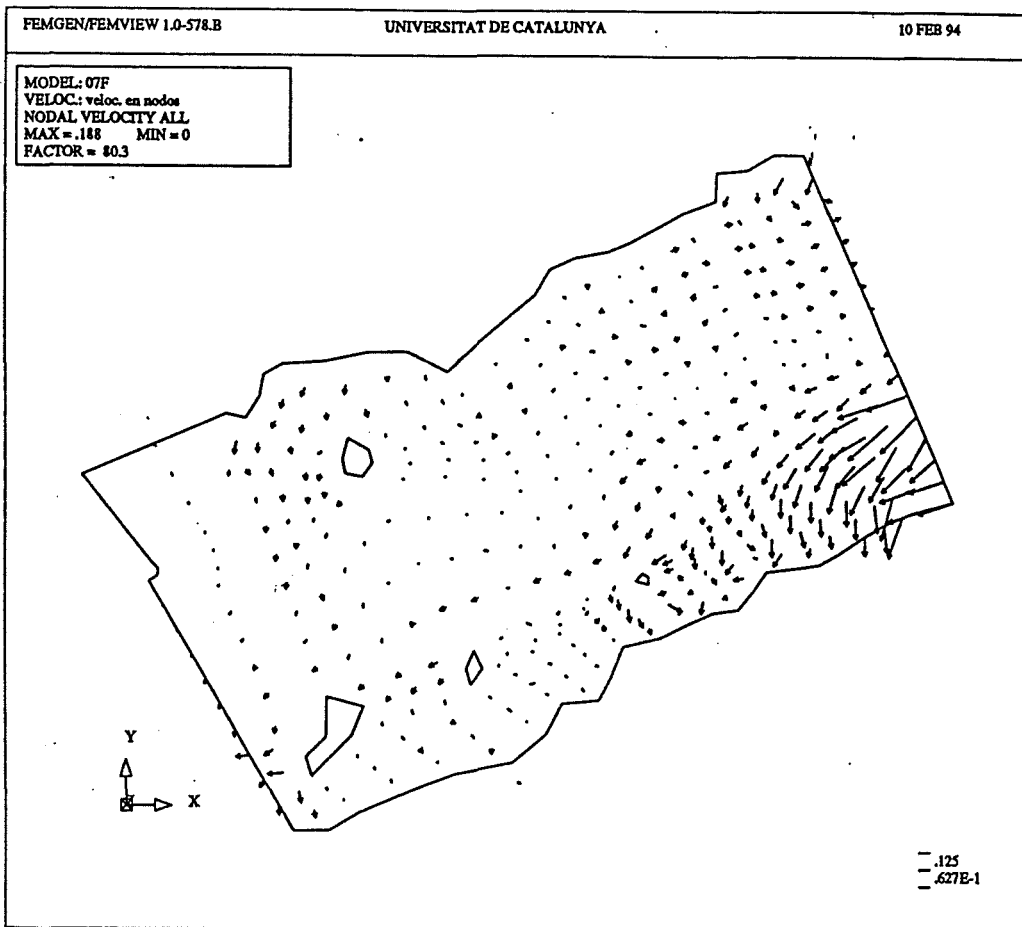 FEMGEN/FEMVIEW 1.0-578.B UNIVERSITAT DE CATALUNYA 10 FEB 94
MODEL: 07F
VELOC.: veloc. en nodos
NODAL VELOCITY ALL
MAX = .188 MIN = 0
FACTOR = 80.3
Y
X
.125
.627E-1